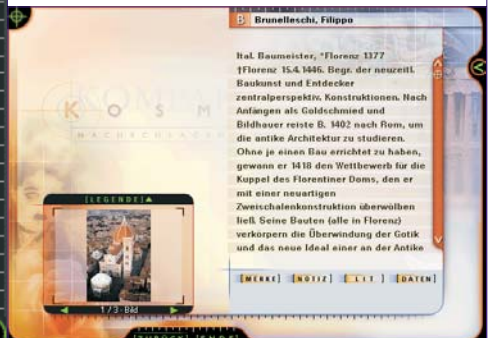 B Brunelleschi, Filippo
Ital. Baumeister, *Florenz 1377
†Florenz 15.4.1446. Begr. der neuzeitl.
Baukunst und Entdecker
zentralperspektiv. Konstruktionen. Nach
Anfängen als Goldschmied und
Bildhauer reiste B. 1402 nach Rom, um
die antike Architektur zu studieren.
Ohne je einen Bau errichtet zu haben,
gewann er 1418 den Wettbewerb für die
Kuppel des Florentiner Doms, den er
mit einer neuartigen
Zweischalenkonstruktion überwölben
ließ. Seine Bauten (alle in Florenz)
verkörpern die Überwindung der Gotik
und das neue Ideal einer an der Antike
K O S M
[LEGENDE]
1/3-Bild
[MERKE] [NOTIZ] [LIT] [DATEN]